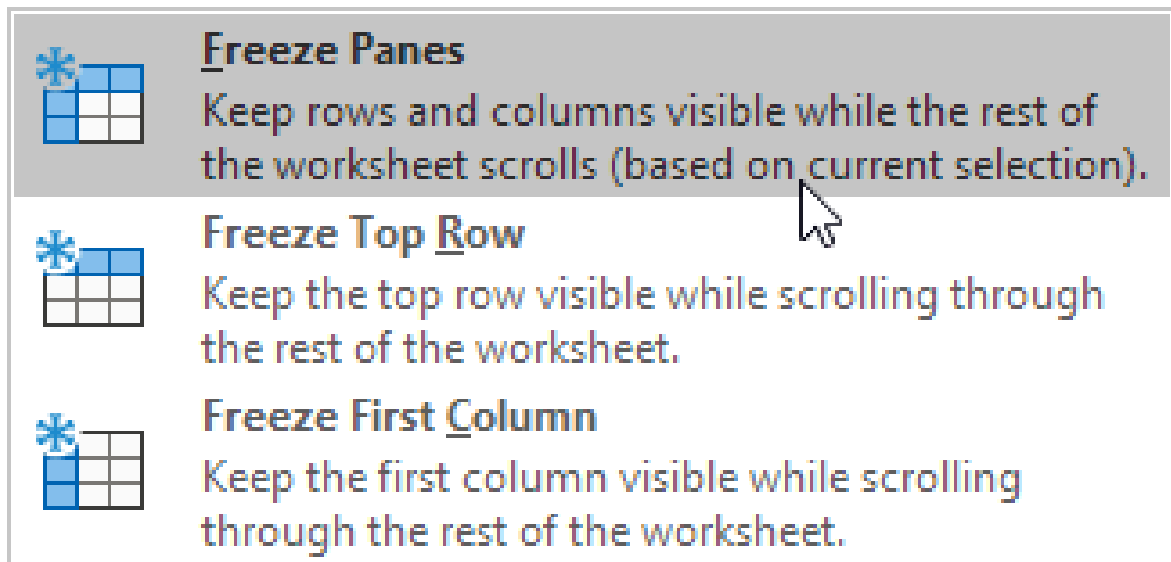 Freeze Panes
Keep rows and columns visible while the rest of
the worksheet scrolls (based on current selection).
Freeze Top Row
Keep the top row visible while scrolling through
the rest of the worksheet.
Freeze First Column
Keep the first column visible while scrolling
through the rest of the worksheet.